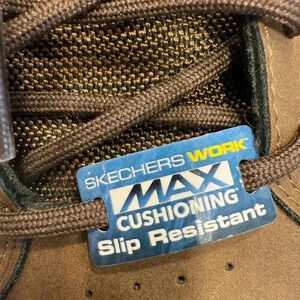 SKECHERS WORK
MAX
CUSHIONING
Slip Resistant